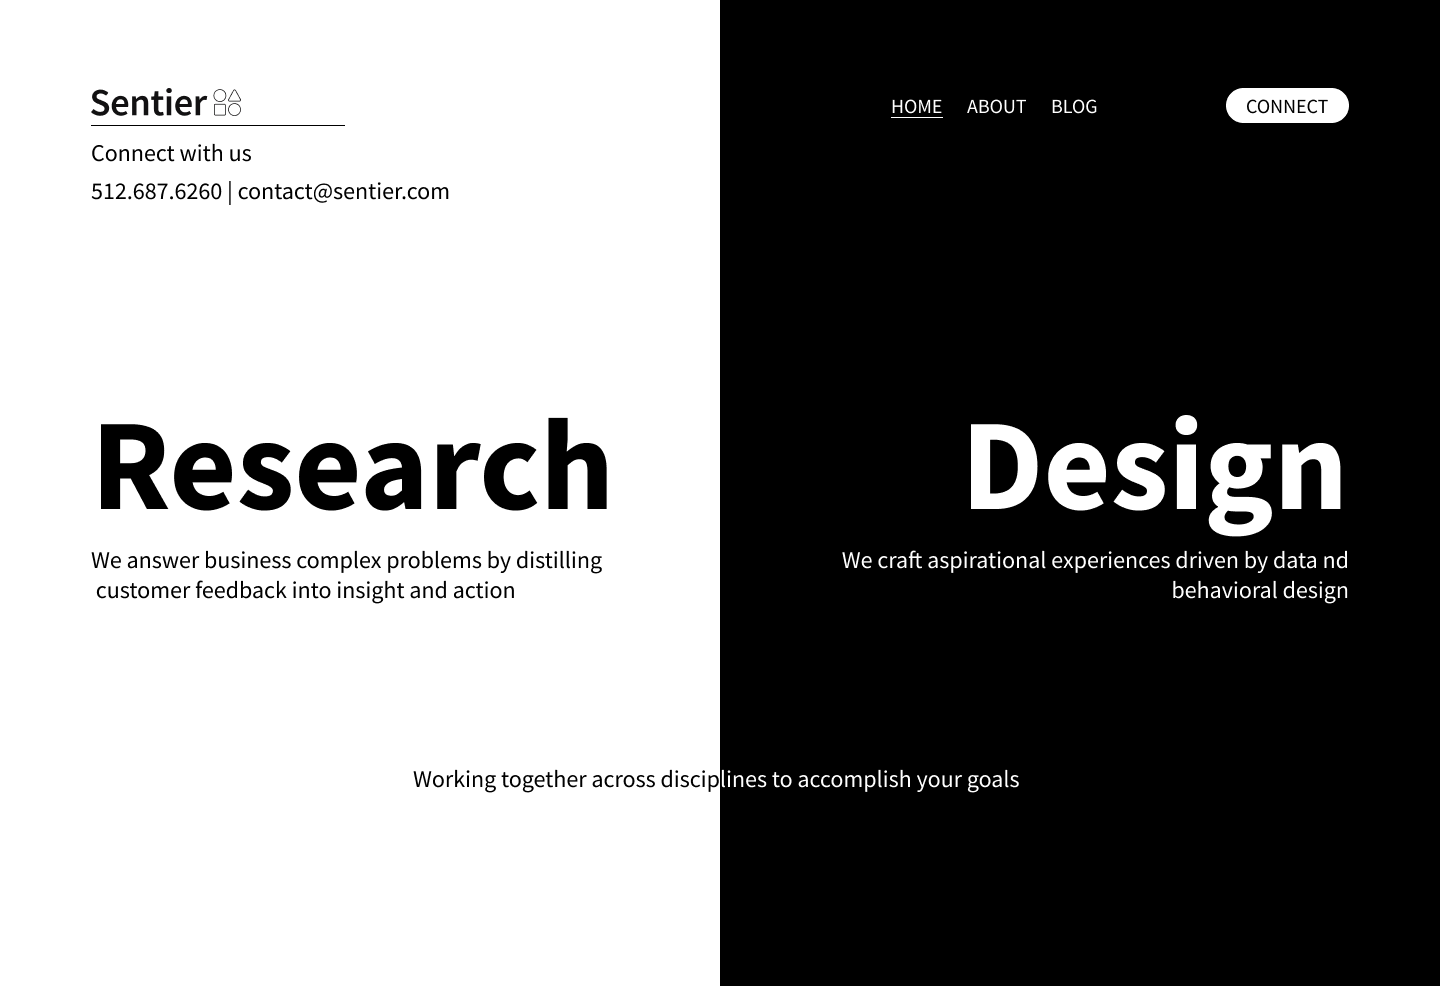 Sentier
Connect with us
512.687.6260 | contact@sentier.com
HOME ABOUT BLOG
CONNECT
Research
We answer business complex problems by distilling
customer feedback into insight and action
Design
We craft aspirational experiences driven by data nd
behavioral design
Working together across disciplines to accomplish your goals